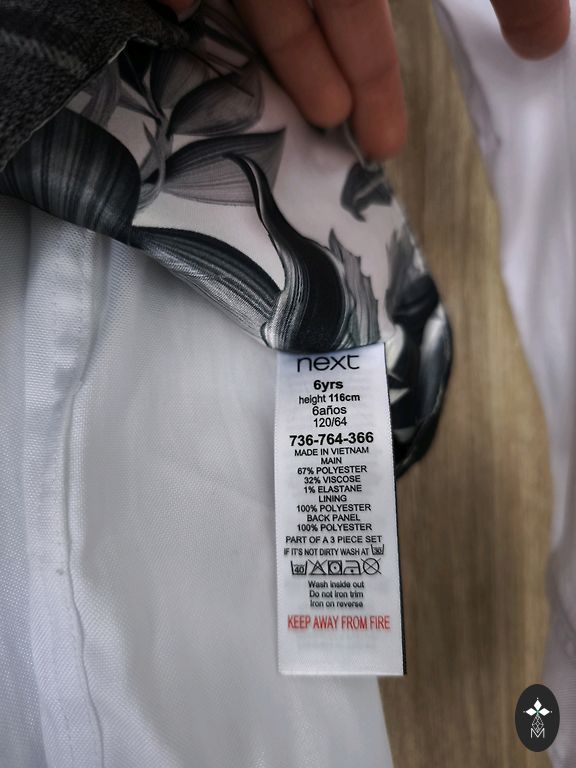 next
6yrs
height 116cm
6años
120/64
736-764-366
MADE IN VIETNAM
MAIN
67% POLYESTER
32% VISCOSE
1% ELASTANE
LINING
100% POLYESTER
BACK PANEL
100% POLYESTER
PART OF A 3 PIECE SET
IF IT'S NOT DIRTY WASH AT 30
40
Wash inside out
Do not iron trim
Iron on reverse
KEEP AWAY FROM FIRE
M